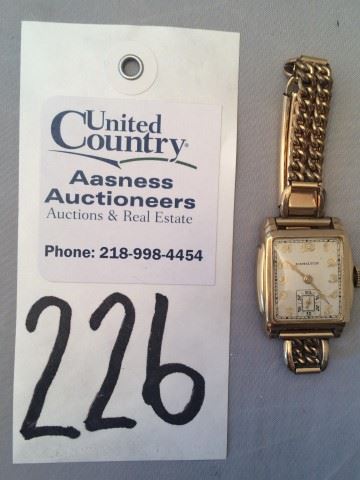 United
Country®
Aasness
Auctioneers
Auctions & Real Estate
Phone: 218-998-4454
226
HAMILTON